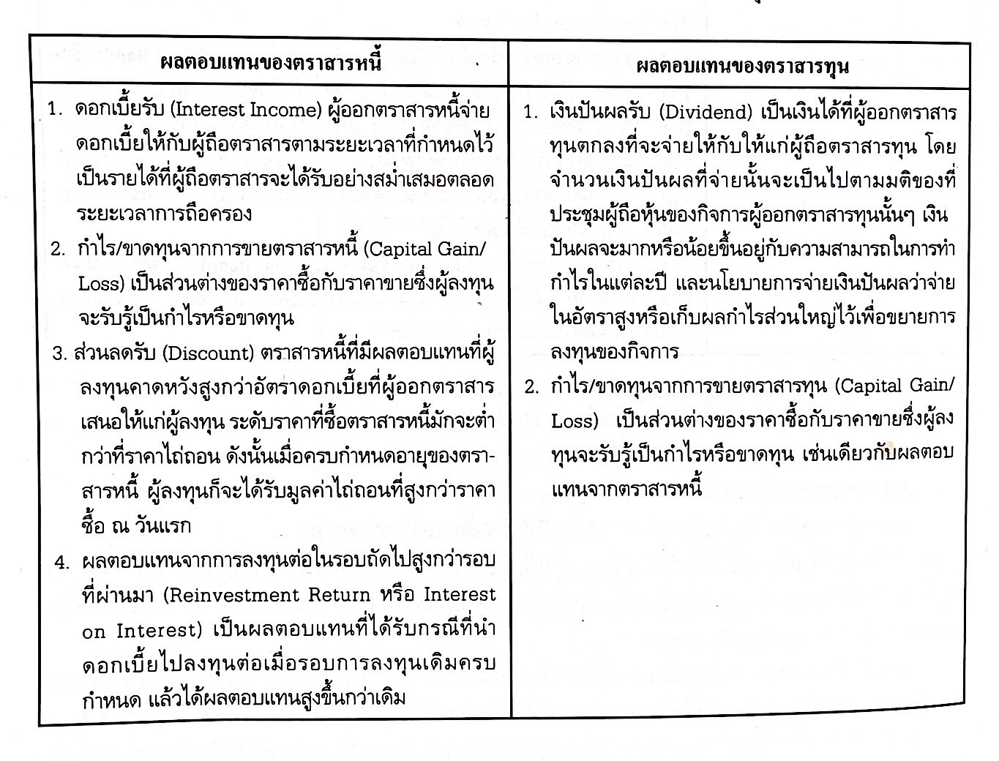 ผลตอบแทนของตราสารหนี้
1. ดอกเบี้ยรับ (Interest Income) ผู้ออกตราสารหนี้จ่าย
ดอกเบี้ยให้กับผู้ถือตราสารตามระยะเวลาที่กำหนดไว้
เป็นรายได้ที่ผู้ถือตราสารจะได้รับอย่างสม่ำเสมอตลอด
ระยะเวลาการถือครอง
2. กำไร/ขาดทุนจากการขายตราสารหนี้ (Capital Gain/
Loss) เป็นส่วนต่างของราคาซื้อกับราคาขายซึ่งผู้ลงทุน
จะรับรู้เป็นกำไรหรือขาดทุน
3. ส่วนลดรับ (Discount) ตราสารหนี้ที่มีผลตอบแทนที่ผู้
ลงทุนคาดหวังสูงกว่าอัตราดอกเบี้ยที่ผู้ออกตราสาร
เสนอให้แก่ผู้ลงทุน ระดับราคาที่ซื้อตราสารหนี้มักจะต่ำ
กว่าที่ราคาไถ่ถอน ดังนั้นเมื่อครบกำหนดอายุของตรา-
สารหนี้ ผู้ลงทุนก็จะได้รับมูลค่าไถ่ถอนที่สูงกว่าราคา
ซื้อ ณ วันแรก
4. ผลตอบแทนจากการลงทุนต่อในรอบถัดไปสูงกว่ารอบ
ที่ผ่านมา (Reinvestment Return หรือ Interest
on Interest) เป็นผลตอบแทนที่ได้รับกรณีที่นำ
ดอกเบี้ยไปลงทุนต่อเมื่อรอบการลงทุนเดิมครบ
กำหนด แล้วได้ผลตอบแทนสูงขึ้นกว่าเดิม
ผลตอบแทนของตราสารทุน
1. เงินปันผลรับ (Dividend) เป็นเงินได้ที่ผู้ออกตราสาร
ทุนตกลงที่จะจ่ายให้กับให้แก่ผู้ถือตราสารทุน โดย
จำนวนเงินปันผลที่จ่ายนั้นจะเป็นไปตามมติของที่
ประชุมผู้ถือหุ้นของกิจการผู้ออกตราสารทุนนั้นๆ เงิน
ปันผลจะมากหรือน้อยขึ้นอยู่กับความสามารถในการทำ
กำไรในแต่ละปี และนโยบายการจ่ายเงินปันผลว่าจ่าย
ในอัตราสูงหรือเก็บผลกำไรส่วนใหญ่ไว้เพื่อขยายการ
ลงทุนของกิจการ
2. กำไร/ขาดทุนจากการขายตราสารทุน (Capital Gain/
Loss) เป็นส่วนต่างของราคาซื้อกับราคาขายซึ่งผู้ลง
ทุนจะรับรู้เป็นกำไรหรือขาดทุน เช่นเดียวกับผลตอบ
แทนจากตราสารหนี้